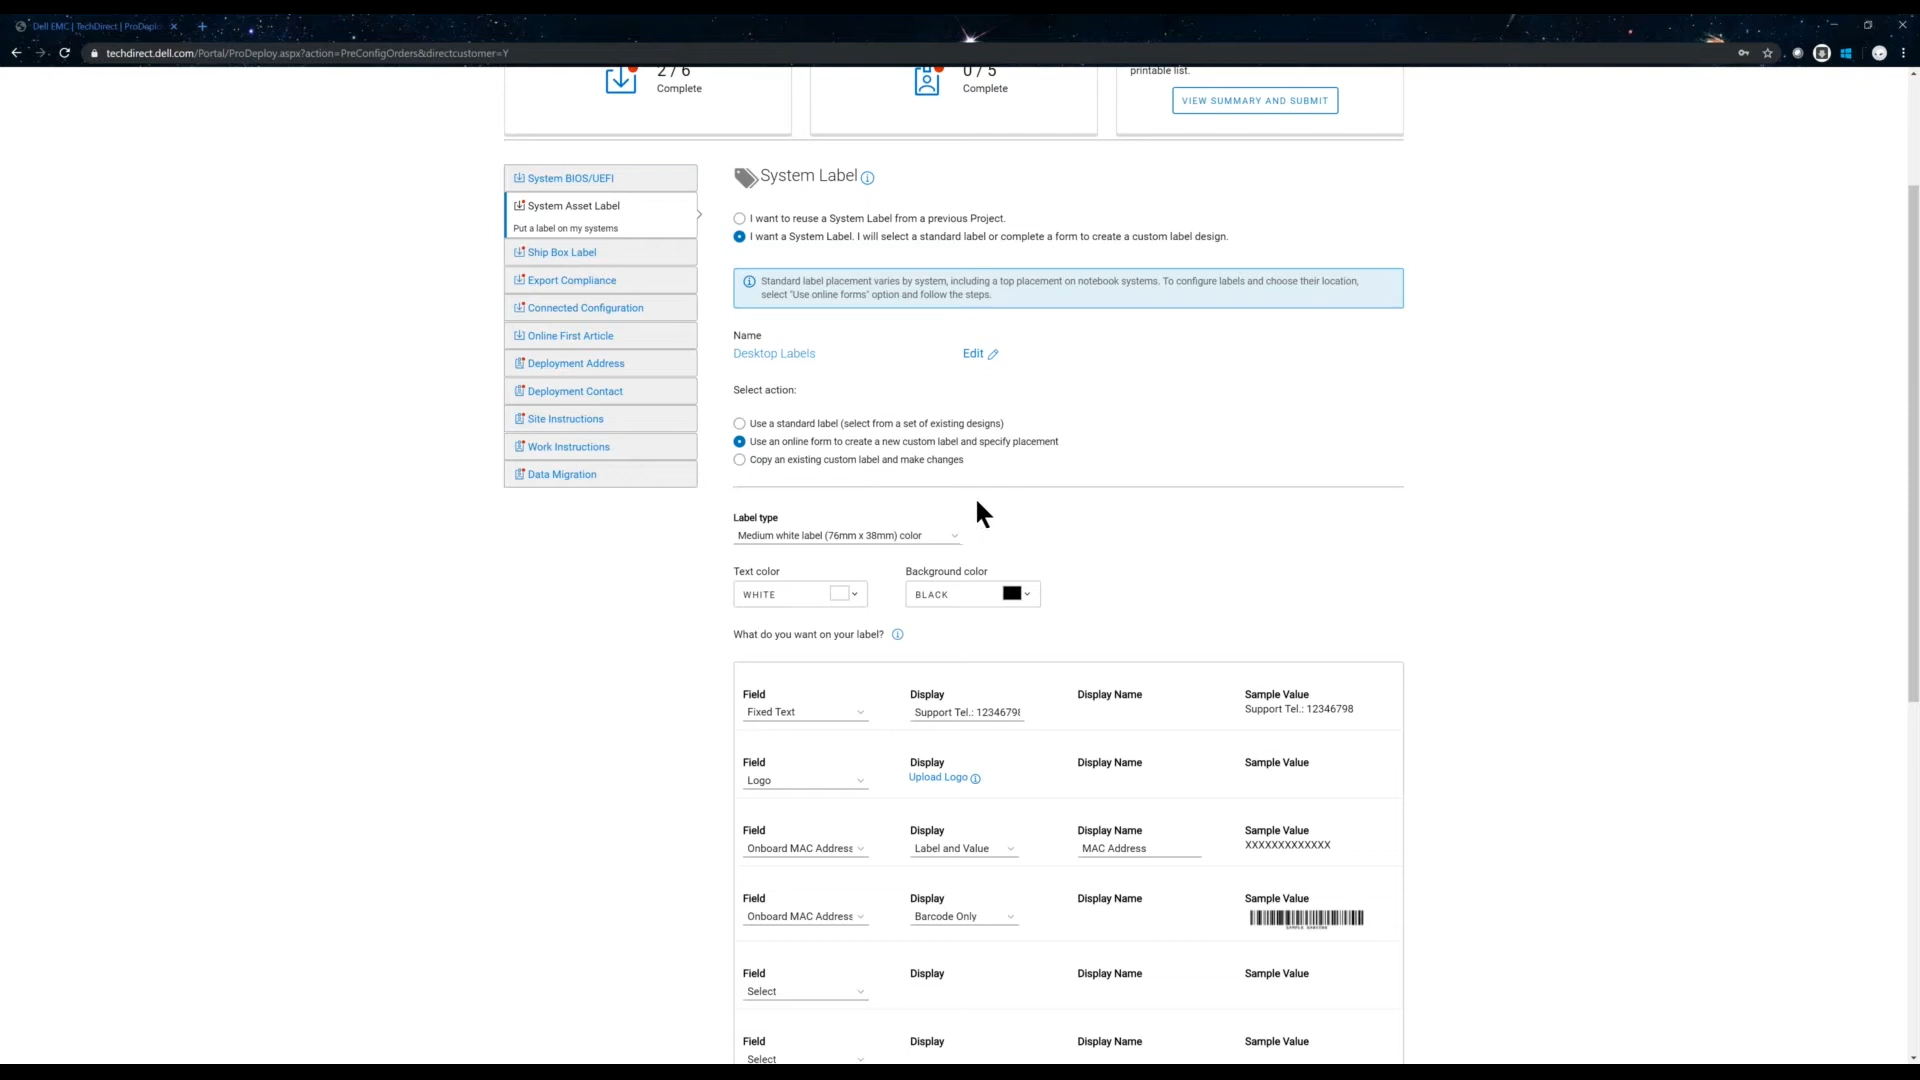 Dell EMC | TechDirect | ProDeplo
techdirect.dell.com/Portal/ProDeploy.aspx?action=PreConfigOrders&directcustomer=Y
2 / 6
Complete
0 / 5
Complete
printable list.
VIEW SUMMARY AND SUBMIT
System BIOS/UEFI
System Asset Label
Put a label on my systems
Ship Box Label
Export Compliance
Connected Configuration
Online First Article
Deployment Address
Deployment Contact
Site Instructions
Work Instructions
Data Migration
System Label
I want to reuse a System Label from a previous Project.
I want a System Label. I will select a standard label or complete a form to create a custom label design.
Standard label placement varies by system, including a top placement on notebook systems. To configure labels and choose their location,
select "Use online forms" option and follow the steps.
Name
Desktop Labels Edit
Select action:
Use a standard label (select from a set of existing designs)
Use an online form to create a new custom label and specify placement
Copy an existing custom label and make changes
Label type
Medium white label (76mm x 38mm) color
Text color Background color
WHITE BLACK
What do you want on your label?
Field Display Display Name Sample Value
Fixed Text Support Tel.: 12346798 Support Tel.: 12346798
Field Display Display Name Sample Value
Logo Upload Logo
Field Display Display Name Sample Value
Onboard MAC Address Label and Value MAC Address XXXXXXXXXXXXX
Field Display Display Name Sample Value
Onboard MAC Address Barcode Only
SAMPLE BARCODE
Field Display Display Name Sample Value
Select
Field Display Display Name Sample Value
Select